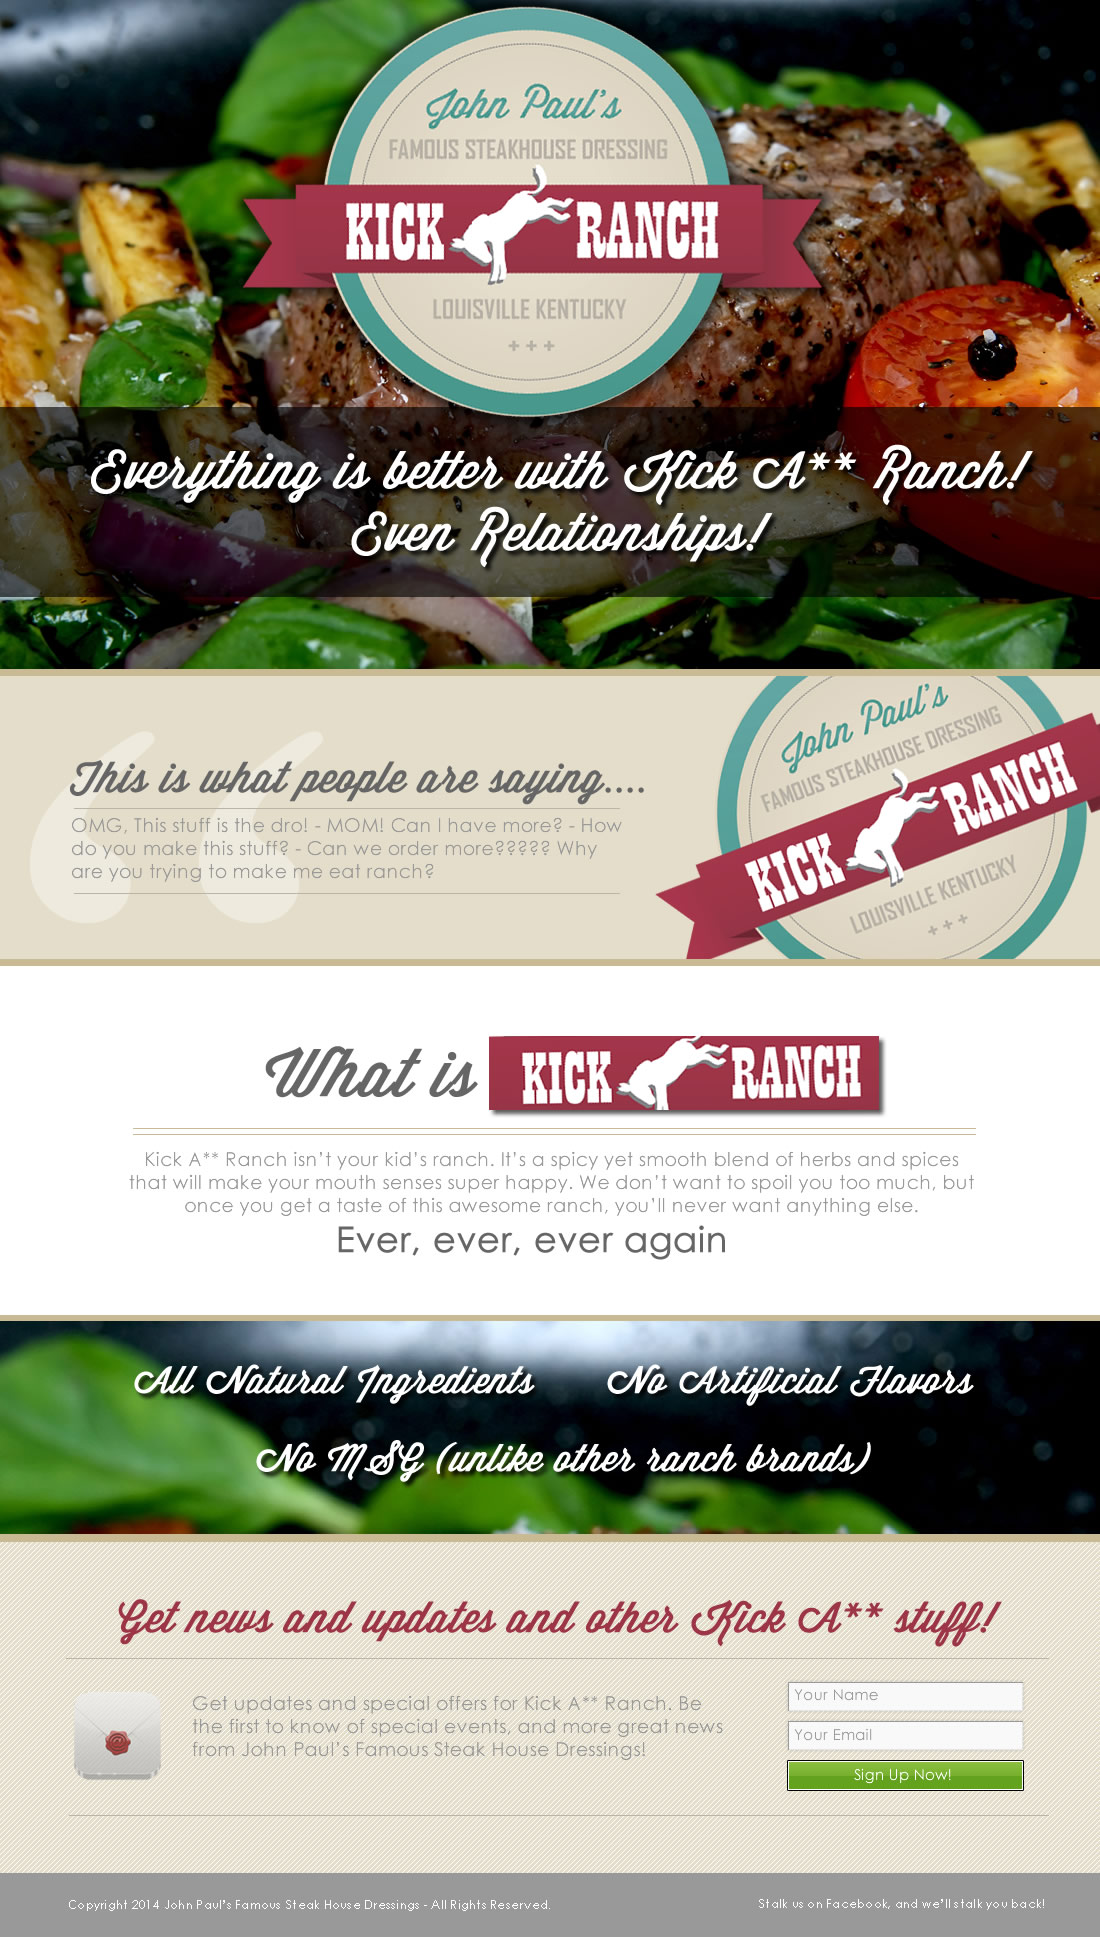 John Paul's
FAMOUS STEAKHOUSE DRESSING
KICK RANCH
LOUISVILLE KENTUCKY
+ + +
Everything is better with Kick A** Ranch!
Even Relationships!
This is what people are saying....
OMG, This stuff is the dro! - MOM! Can I have more? - How
do you make this stuff? - Can we order more????? Why
are you trying to make me eat ranch?
John Paul's
FAMOUS STEAKHOUSE DRESSING
KICK RANCH
LOUISVILLE KENTUCKY
+ + +
What is KICK RANCH
Kick A** Ranch isn't your kid's ranch. It's a spicy yet smooth blend of herbs and spices
that will make your mouth senses super happy. We don't want to spoil you too much, but
once you get a taste of this awesome ranch, you'll never want anything else.
Ever, ever, ever again
All Natural Ingredients No Artificial Flavors
No MSG (unlike other ranch brands)
Get news and updates and other Kick A** stuff!
Get updates and special offers for Kick A** Ranch. Be
the first to know of special events, and more great news
from John Paul's Famous Steak House Dressings!
Your Name
Your Email
Sign Up Now!
Copyright 2014 John Paul's Famous Steak House Dressings - All Rights Reserved.
Stalk us on Facebook, and we'll stalk you back!